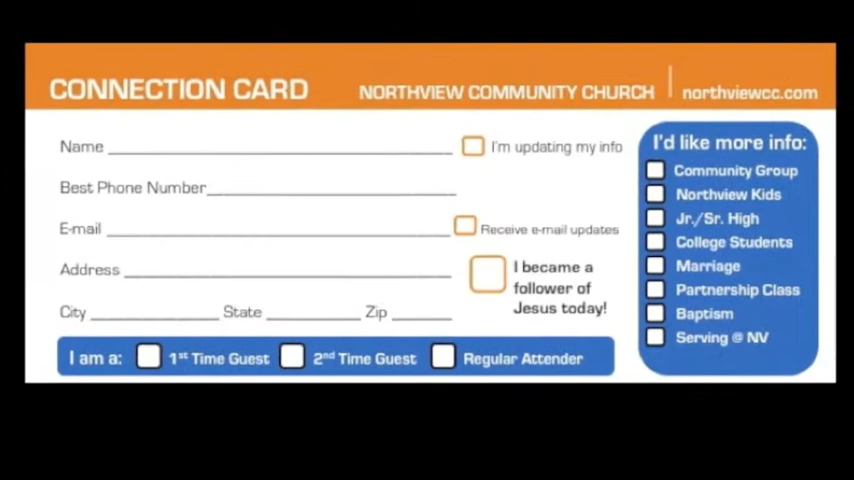 CONNECTION CARD NORTHVIEW COMMUNITY CHURCH northviewcc.com
Name I'm updating my info
Best Phone Number
E-mail Receive e-mail updates
Address
I became a
follower of
Jesus today!
City State Zip
I am a: 1st Time Guest 2nd Time Guest Regular Attender
I'd like more info:
Community Group
Northview Kids
Jr./Sr. High
College Students
Marriage
Partnership Class
Baptism
Serving @ NV